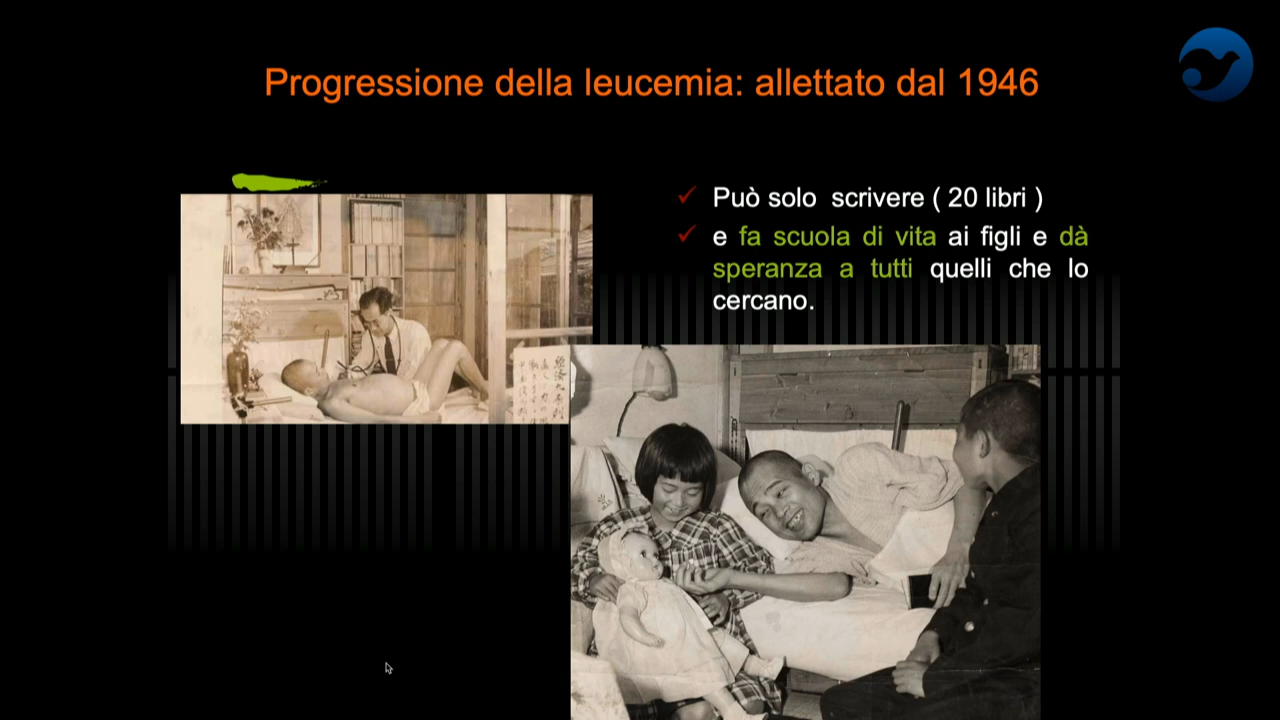 Progressione della leucemia: allettato dal 1946
Può solo scrivere ( 20 libri )
e fa scuola di vita ai figli e dà
speranza a tutti quelli che lo
cercano.